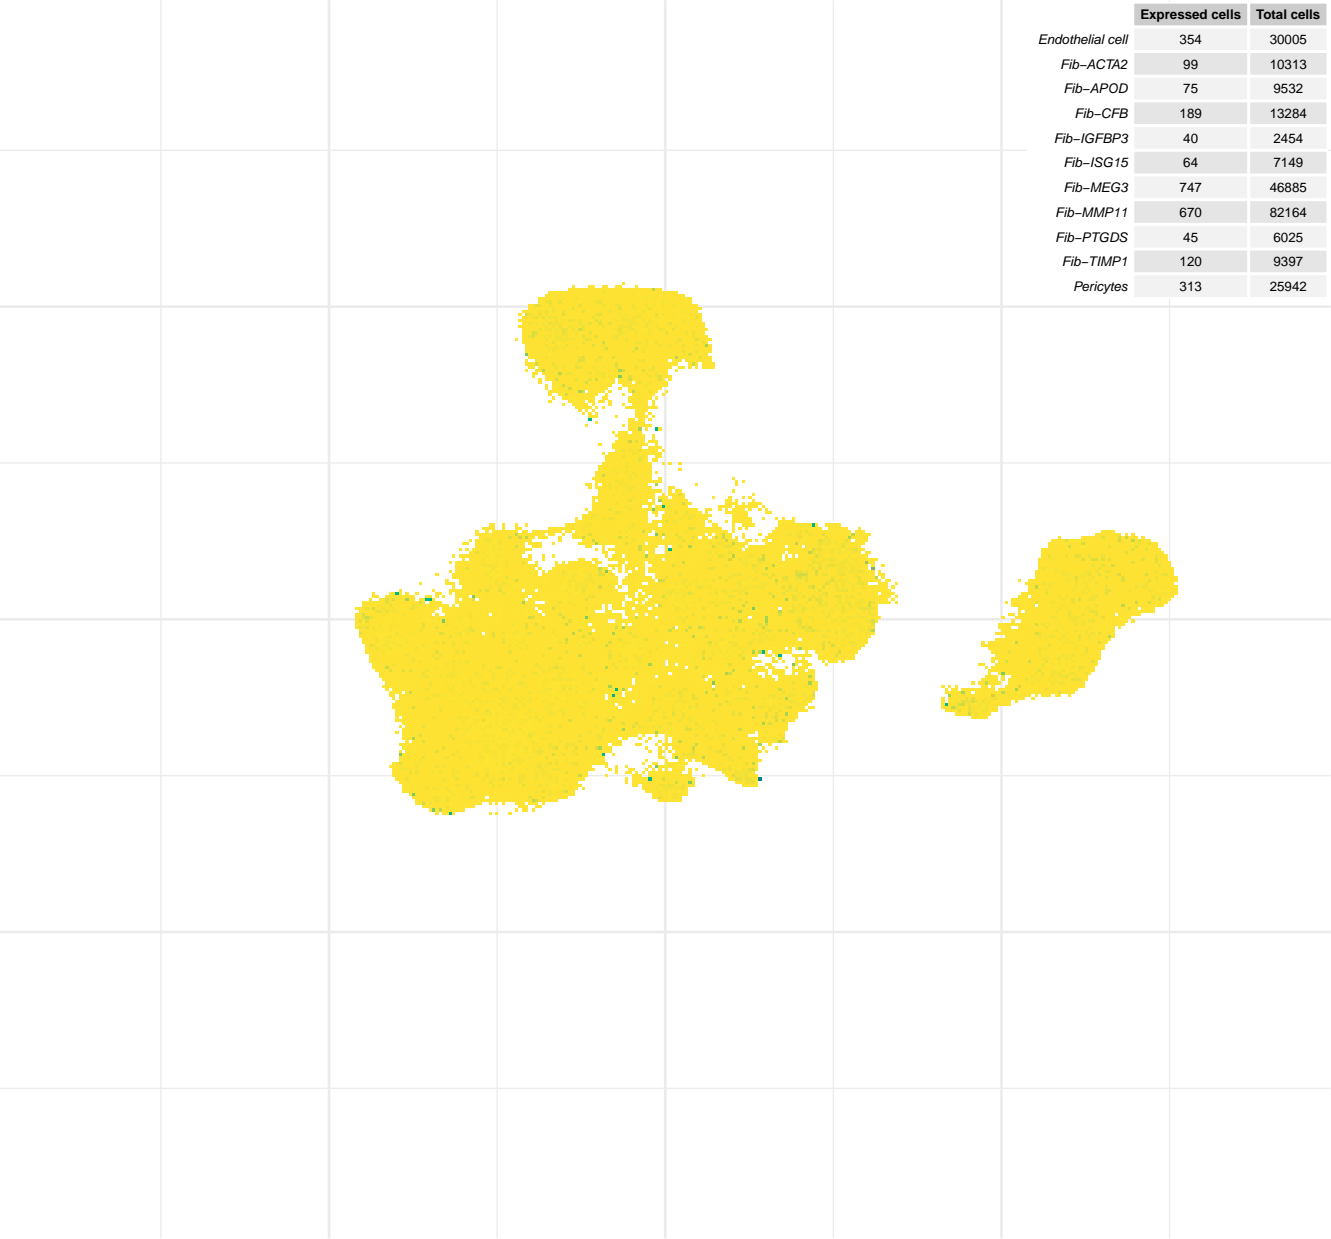 Expressed cells Total cells
Endothelial cell 354 30005
Fib−ACTA2 99 10313
Fib−APOD 75 9532
Fib−CFB 189 13284
Fib−IGFBP3 40 2454
Fib−ISG15 64 7149
Fib−MEG3 747 46885
Fib−MMP11 670 82164
Fib−PTGDS 45 6025
Fib−TIMP1 120 9397
Pericytes 313 25942